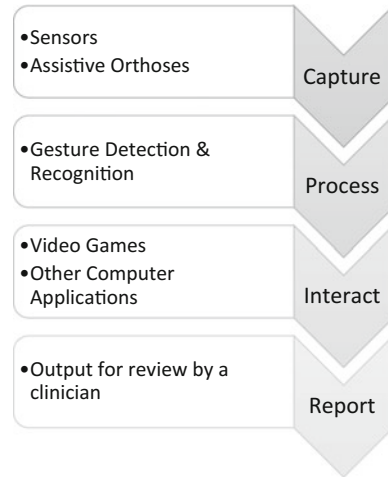 •Sensors
•Assistive Orthoses
Capture
•Gesture Detection &
Recognition
Process
•Video Games
•Other Computer
Applications
Interact
•Output for review by a
clinician
Report